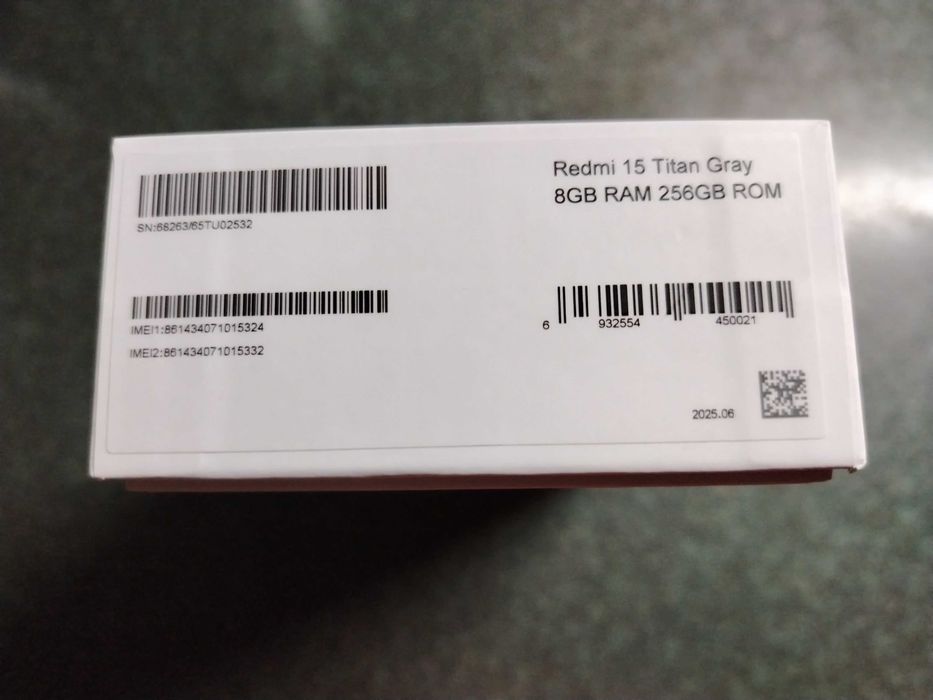 Redmi 15 Titan Gray
8GB RAM 256GB ROM
SN:68263/65TU02532
IMEI1:861434071015324
IMEI2:861434071015332
6 932554 450021
2025.06